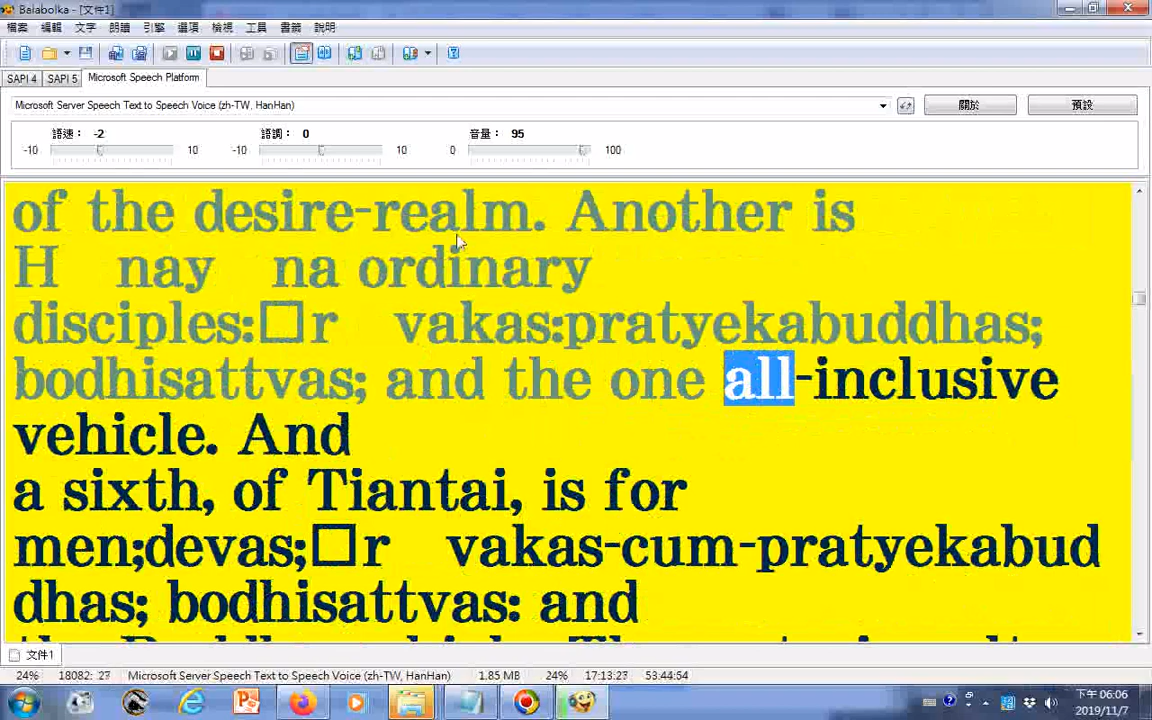 Balabolka - [文件1]
檔案 編輯 文字 朗讀 引擎 選項 檢視 工具 書籤 說明
SAPI 4 SAPI 5 Microsoft Speech Platform
Microsoft Server Speech Text to Speech Voice (zh-TW, HanHan) 關於 預設
語速： -2 語調： 0 音量： 95
-10 10 -10 10 0 100
of the desire-realm. Another is
H nay na ordinary
disciples:□r vakas:pratyekabuddhas;
bodhisattvas; and the one all-inclusive
vehicle. And
a sixth, of Tiantai, is for
men;devas;□r vakas-cum-pratyekabud
dhas; bodhisattvas: and
文件1
24% 18082: 27 Microsoft Server Speech Text to Speech Voice (zh-TW, HanHan) 1.85 MB 24% 17:13:27 53:44:54
下午 06:06
2019/11/7